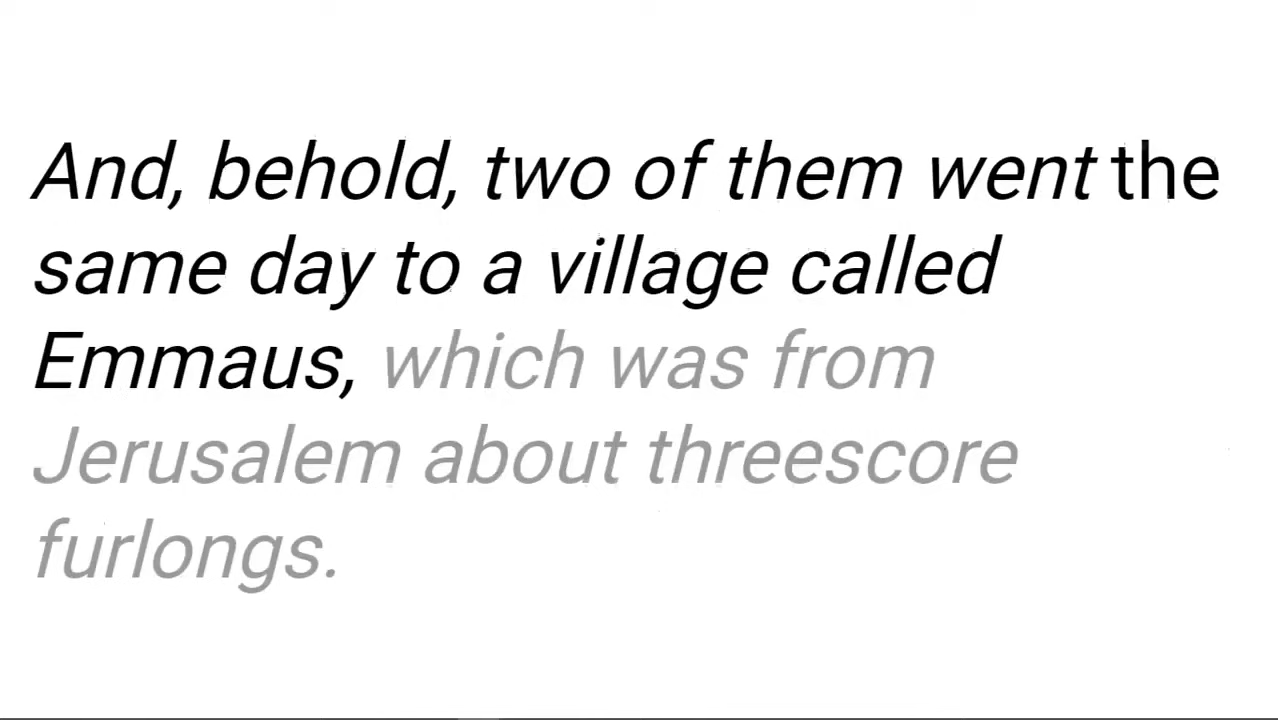 And, behold, two of them went the
same day to a village called
Emmaus, which was from
Jerusalem about threescore
furlongs.